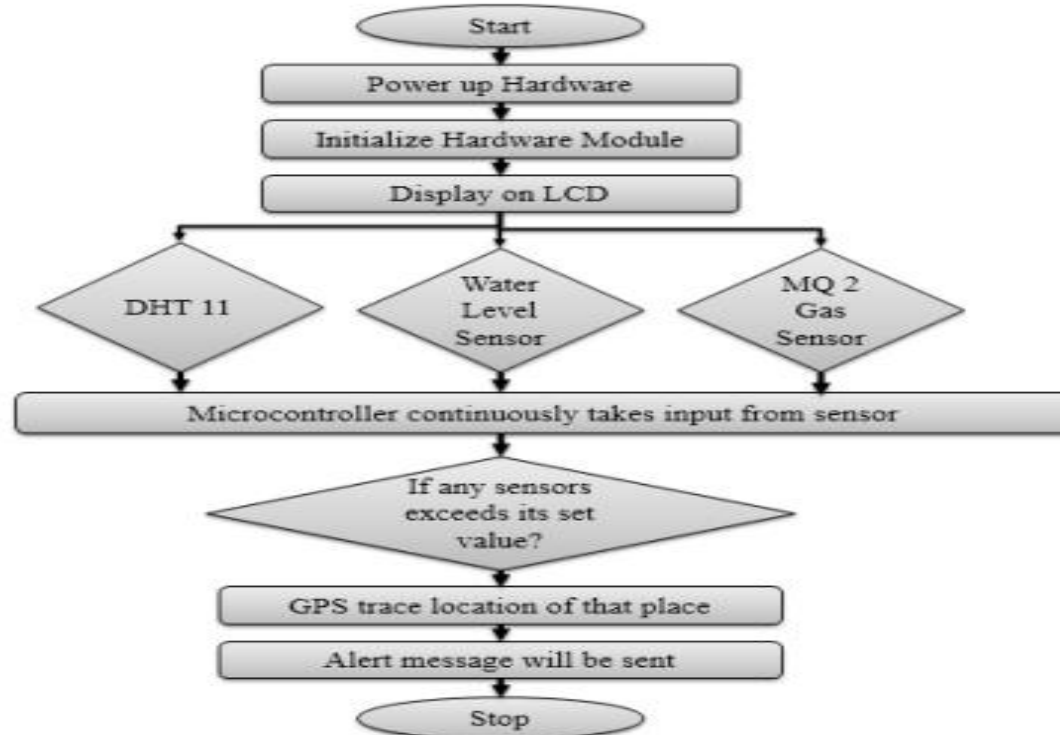 Start
Power up Hardware
Initialize Hardware Module
Display on LCD
DHT 11
Water
Level
Sensor
MQ 2
Gas
Sensor
Microcontroller continuously takes input from sensor
If any sensors
exceeds its set
value?
GPS trace location of that place
Alert message will be sent
Stop